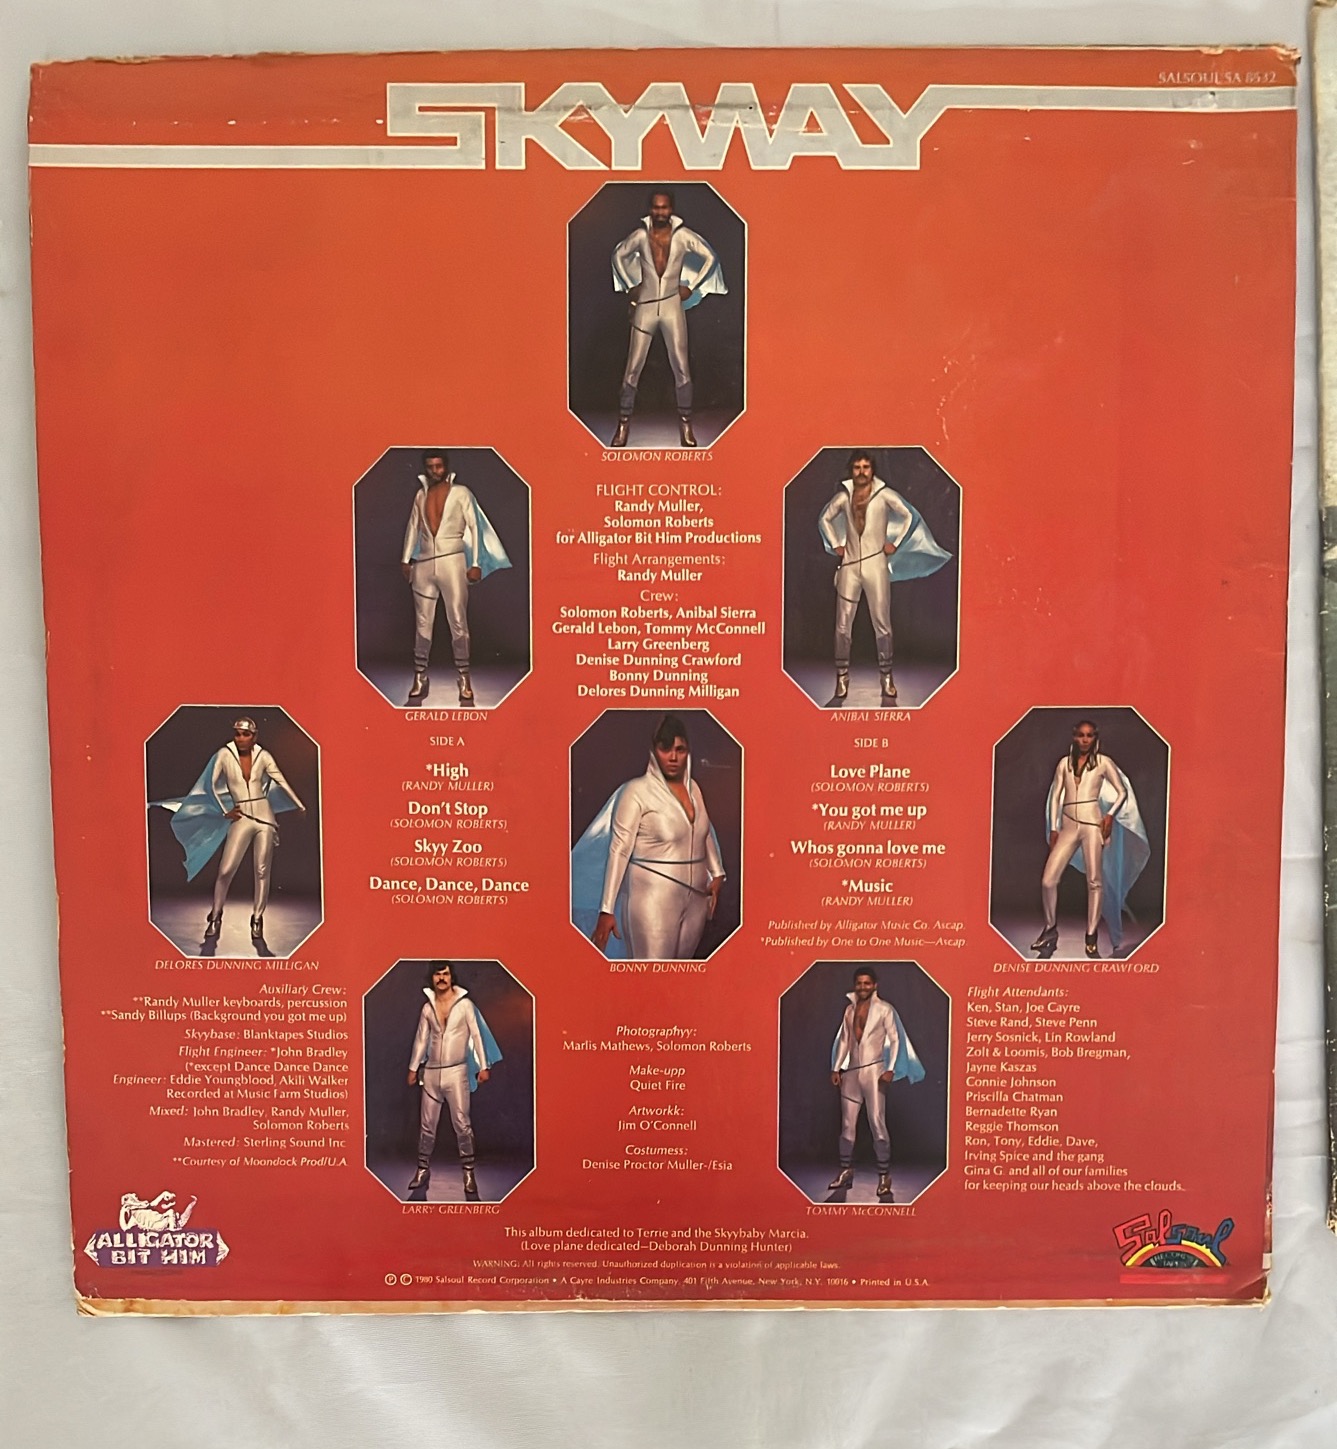 SALSOUL SA 8532
SKYWAY
SOLOMON ROBERTS
FLIGHT CONTROL:
Randy Muller,
Solomon Roberts
for Alligator Bit Him Productions
Flight Arrangements:
Randy Muller
Crew:
Solomon Roberts, Anibal Sierra
Gerald Lebon, Tommy McConnell
Larry Greenberg
Denise Dunning Crawford
Bonny Dunning
Delores Dunning Milligan
GERALD LEBON
ANIBAL SIERRA
SIDE A
*High
(RANDY MULLER)
Don't Stop
(SOLOMON ROBERTS)
Skyy Zoo
(SOLOMON ROBERTS)
Dance, Dance, Dance
(SOLOMON ROBERTS)
SIDE B
Love Plane
(SOLOMON ROBERTS)
*You got me up
(RANDY MULLER)
Whos gonna love me
(SOLOMON ROBERTS)
*Music
(RANDY MULLER)
Published by Alligator Music Co. Ascap.
*Published by One to One Music—Ascap
DELORES DUNNING MILLIGAN
BONNY DUNNING
DENISE DUNNING CRAWFORD
Auxiliary Crew:
**Randy Muller keyboards, percussion
**Sandy Billups (Background you got me up)
Skyybase: Blanktapes Studios
Flight Engineer: *John Bradley
(*except Dance Dance Dance
Engineer: Eddie Youngblood, Akili Walker
Recorded at Music Farm Studios)
Mixed: John Bradley, Randy Muller,
Solomon Roberts
Mastered: Sterling Sound Inc.
**Courtesy of Moondock Prod/U.A.
Photographyy:
Marlis Mathews, Solomon Roberts
Make-upp
Quiet Fire
Artworkk:
Jim O'Connell
Costumess:
Denise Proctor Muller-/Esia
Flight Attendants:
Ken, Stan, Joe Cayre
Steve Rand, Steve Penn
Jerry Sosnick, Lin Rowland
Zolt & Loomis, Bob Bregman,
Jayne Kaszas
Connie Johnson
Priscilla Chatman
Bernadette Ryan
Reggie Thomson
Ron, Tony, Eddie, Dave,
Irving Spice and the gang
Gina G. and all of our families
for keeping our heads above the clouds.
LARRY GREENBERG
TOMMY McCONNELL
ALLIGATOR
BIT HIM
This album dedicated to Terrie and the Skyybaby Marcia.
(Love plane dedicated—Deborah Dunning Hunter)
WARNING: All rights reserved. Unauthorized duplication is a violation of applicable laws.
℗ © 1980 Salsoul Record Corporation • A Cayre Industries Company, 401 Fifth Avenue, New York, N.Y. 10016 • Printed in U.S.A.
Salsoul